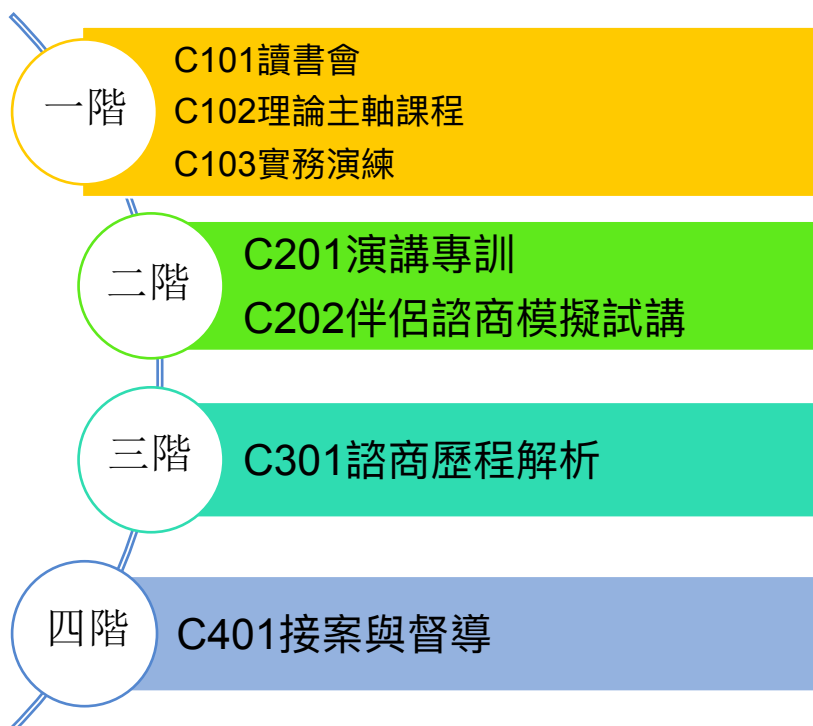 一階
C101讀書會
C102理論主軸課程
C103實務演練
二階
C201演講專訓
C202伴侶諮商模擬試講
三階
C301諮商歷程解析
四階
C401接案與督導